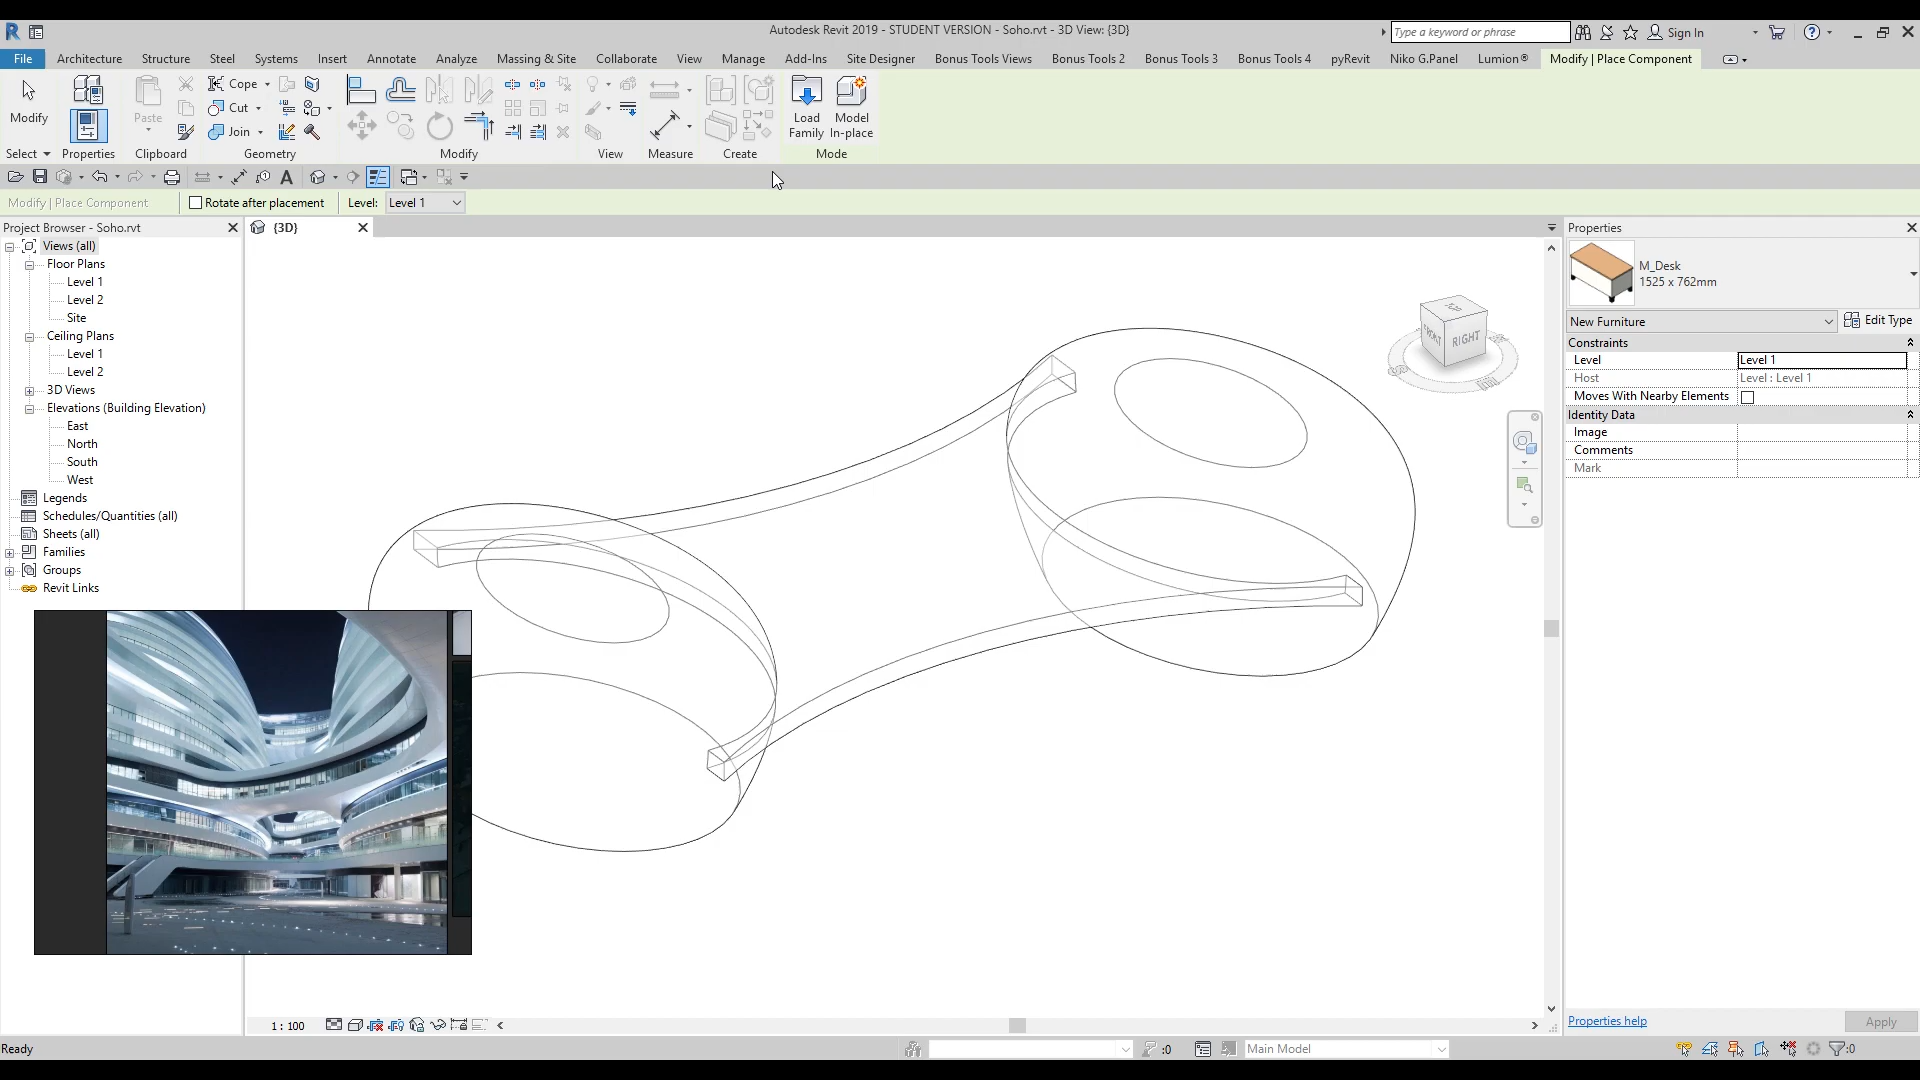 Autodesk Revit 2019 - STUDENT VERSION - Soho.rvt - 3D View: {3D}
Type a keyword or phrase
Sign In
File
Architecture
Structure
Steel
Systems
Insert
Annotate
Analyze
Massing & Site
Collaborate
View
Manage
Add-Ins
Site Designer
Bonus Tools Views
Bonus Tools 2
Bonus Tools 3
Bonus Tools 4
pyRevit
Niko G.Panel
Lumion®
Modify | Place Component
Modify
Paste
Cope
Cut
Join
Load Family
Model In-place
Select
Properties
Clipboard
Geometry
Modify
View
Measure
Create
Mode
Modify | Place Component
Rotate after placement
Level:
Level 1
Project Browser - Soho.rvt
{3D}
Views (all)
Floor Plans
Level 1
Level 2
Site
Ceiling Plans
Level 1
Level 2
3D Views
Elevations (Building Elevation)
East
North
South
West
Legends
Schedules/Quantities (all)
Sheets (all)
Families
Groups
Revit Links
FRONT
RIGHT
Properties
M_Desk
1525 x 762mm
New Furniture
Edit Type
Constraints
Level
Level 1
Host
Level : Level 1
Moves With Nearby Elements
Identity Data
Image
Comments
Mark
Properties help
Apply
1 : 100
Ready
:0
Main Model
:0